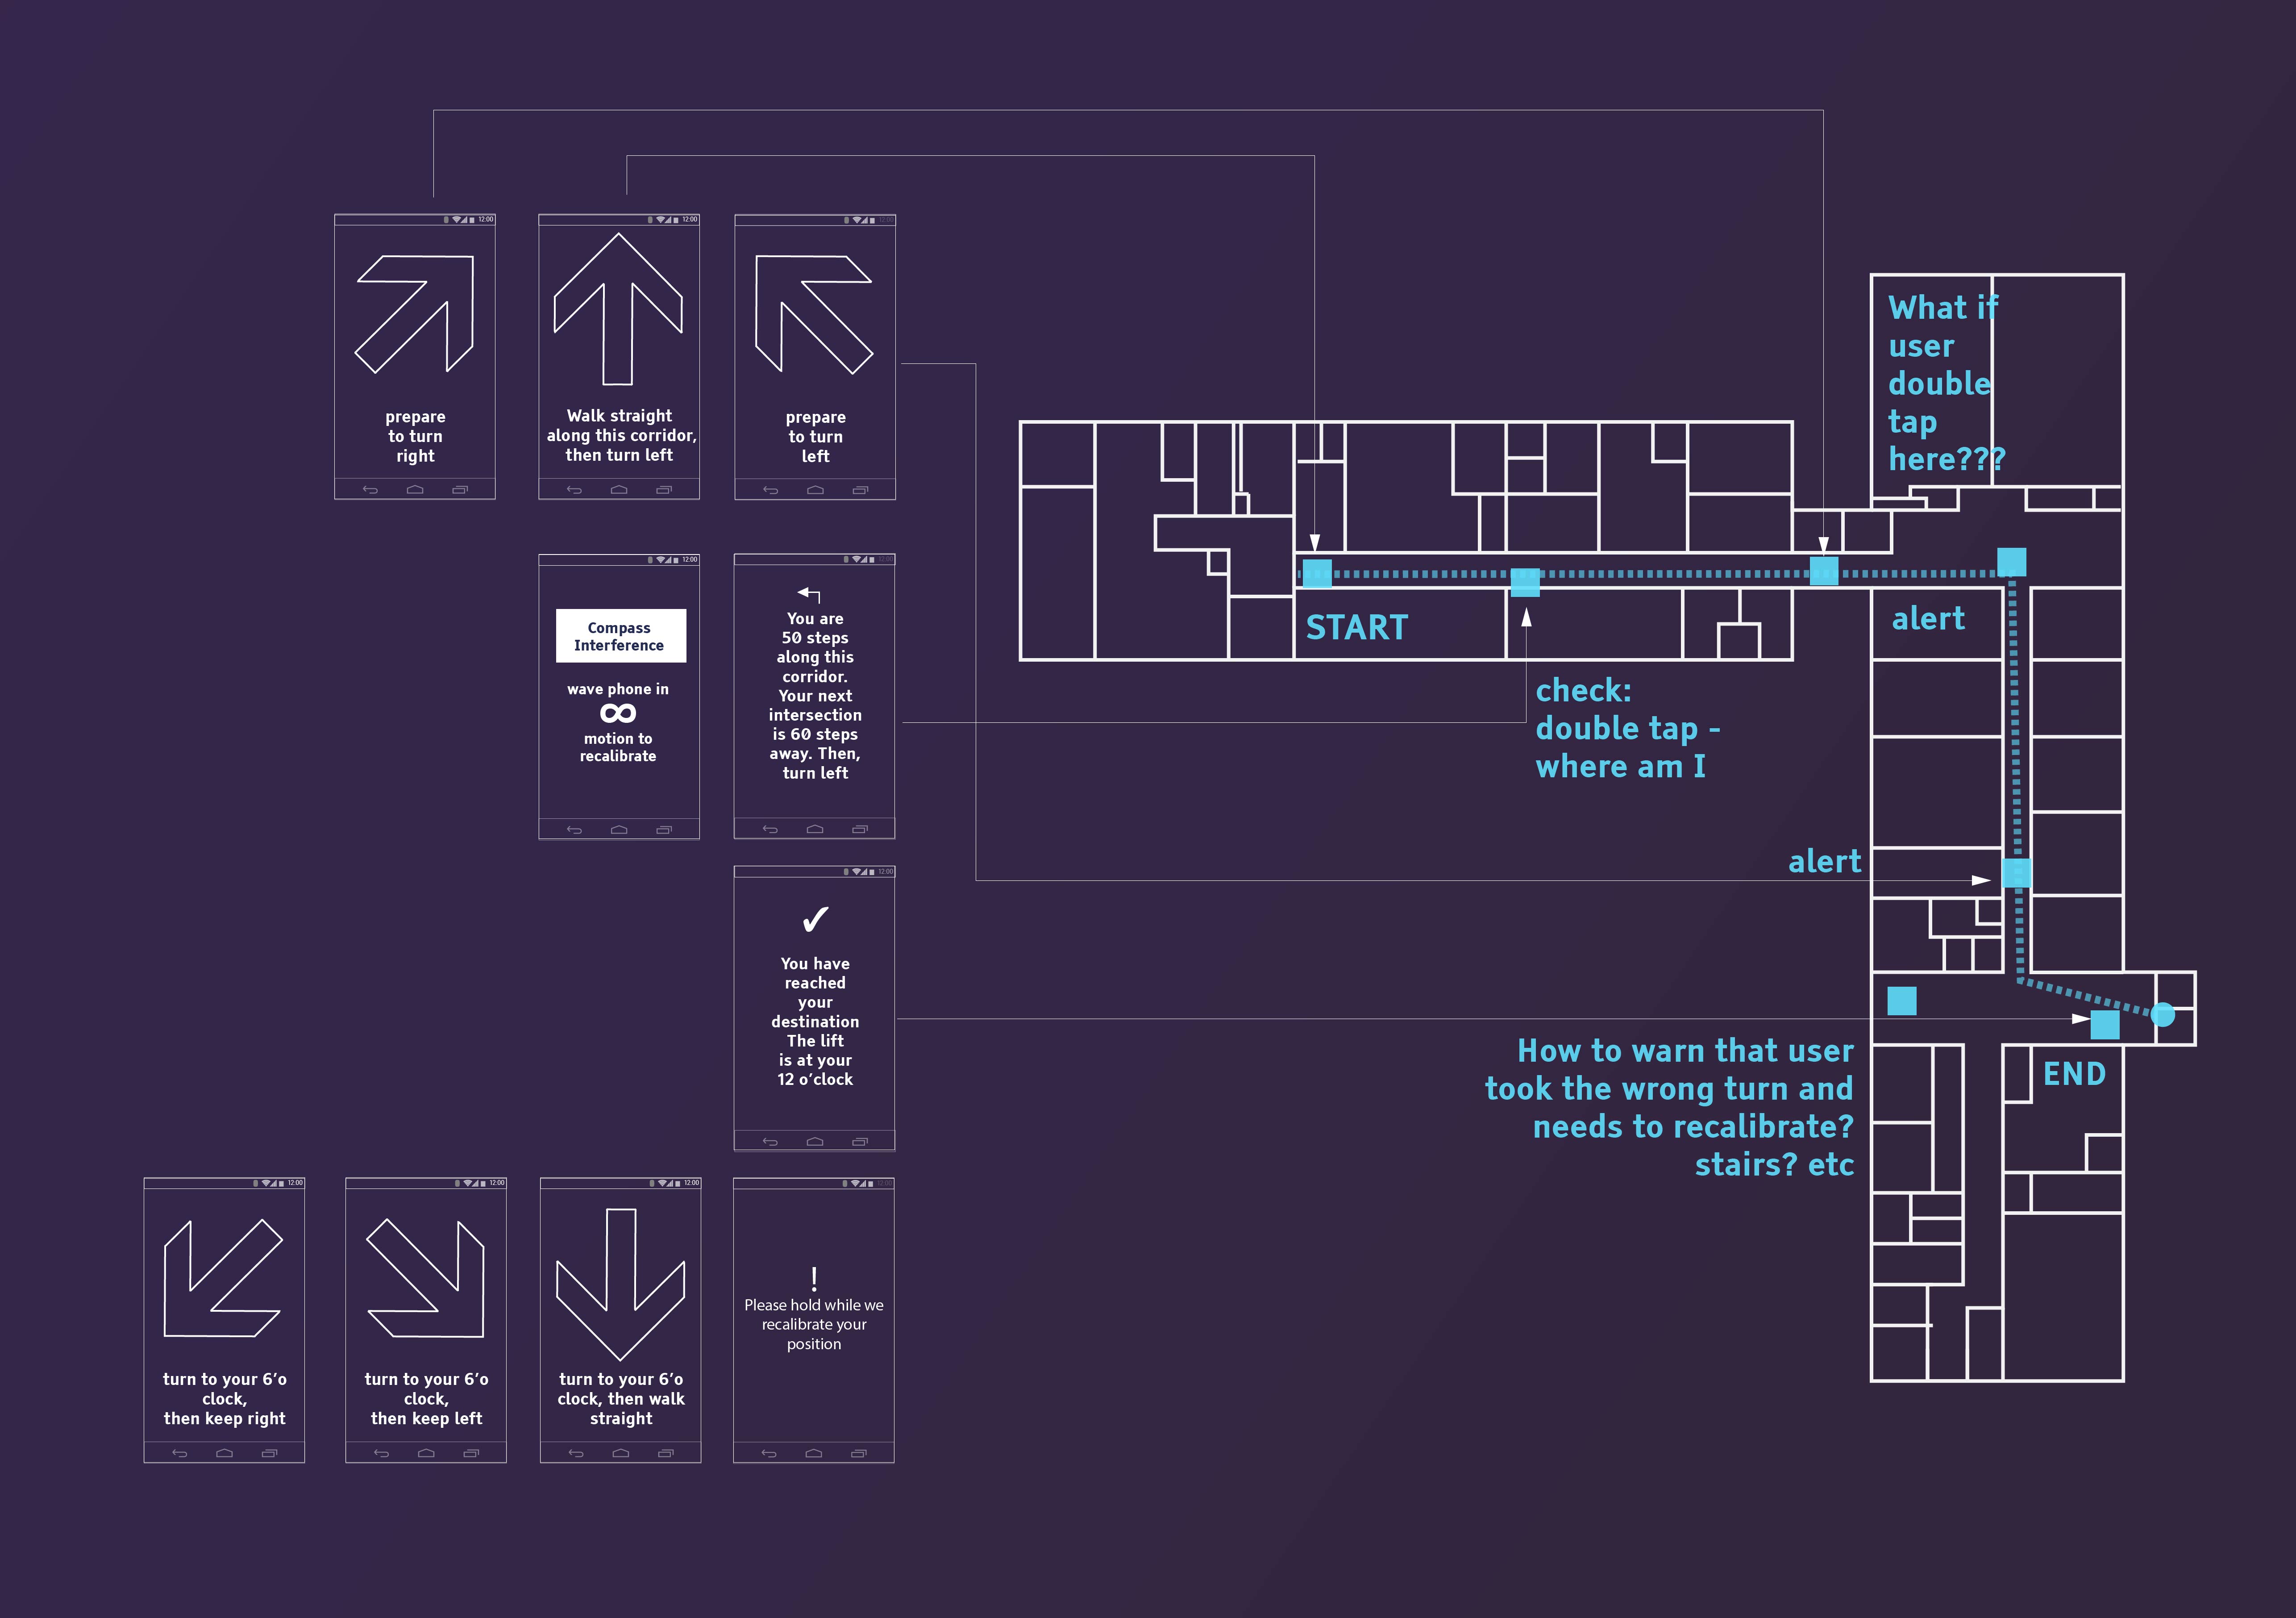 12:00
prepare
to turn
right
12:00
Walk straight
along this corridor,
then turn left
12:00
prepare
to turn
left
12:00
Compass
Interference
wave phone in
∞
motion to
recalibrate
You are
50 steps
along this
corridor.
Your next
intersection
is 60 steps
away. Then,
turn left
12:00
You have
reached
your
destination
The lift
is at your
12 o'clock
12:00
turn to your 6'o
clock,
then keep right
12:00
turn to your 6'o
clock,
then keep left
12:00
turn to your 6'o
clock, then walk
straight
!
Please hold while we
recalibrate your
position
What if
user
double
tap
here???
START
alert
check:
double tap -
where am I
alert
How to warn that user
took the wrong turn and
needs to recalibrate?
stairs? etc
END